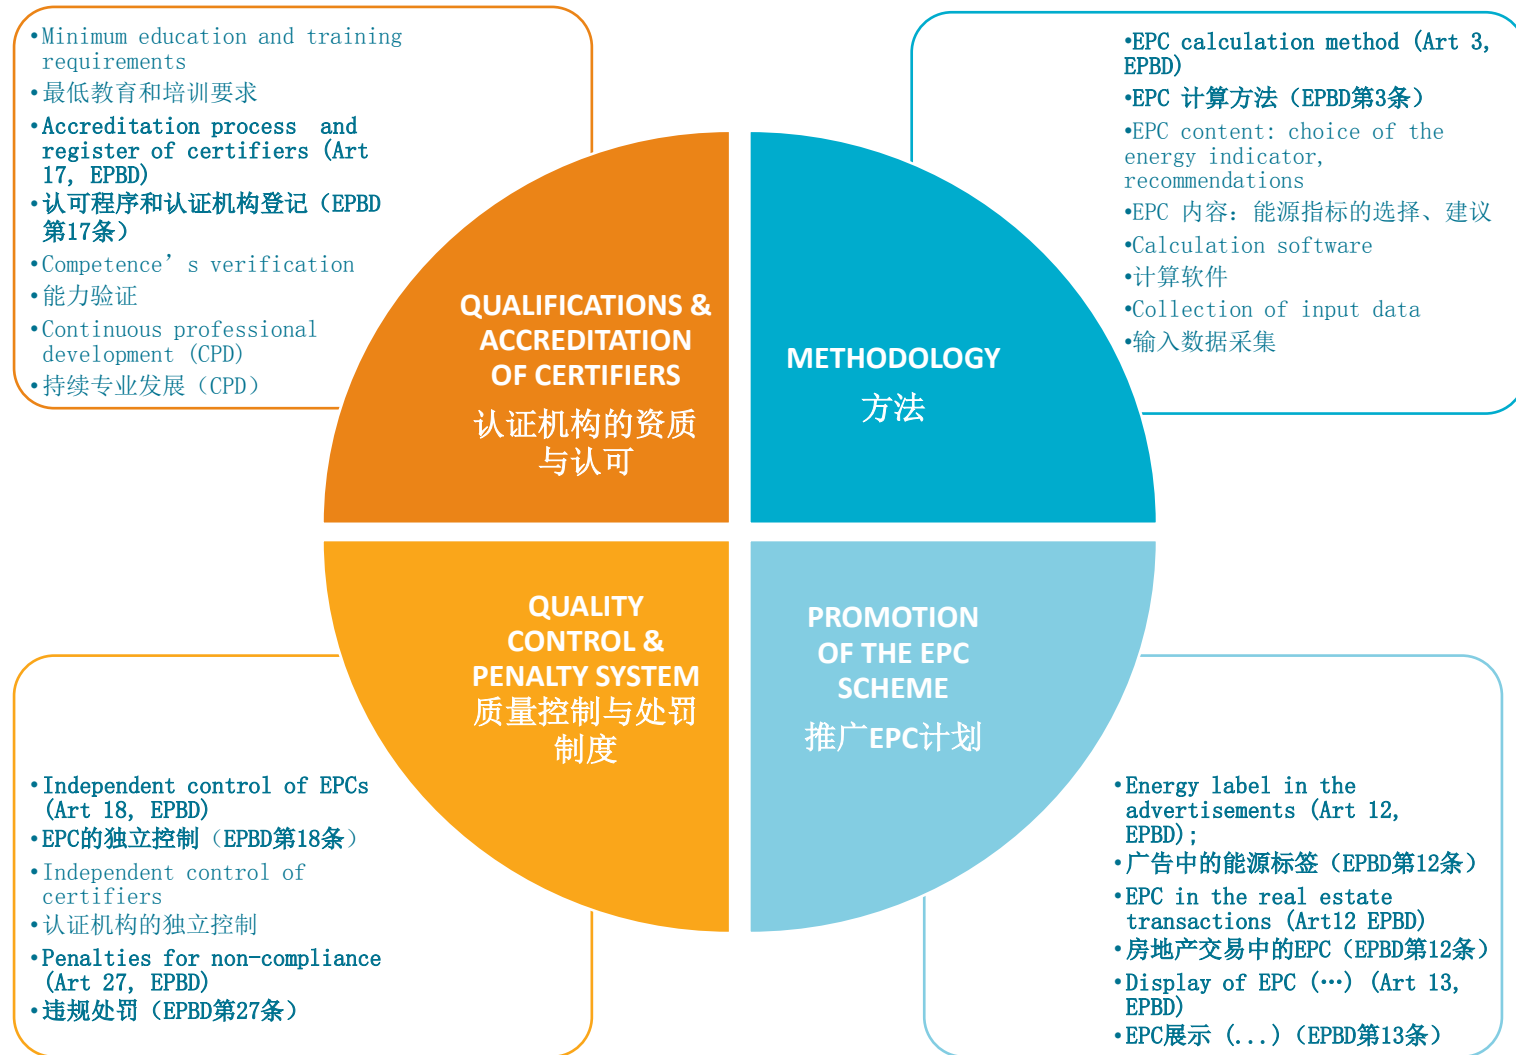 •Minimum education and training
requirements
•最低教育和培训要求
•Accreditation process and
register of certifiers (Art
17, EPBD)
•认可程序和认证机构登记（EPBD
第17条）
•Competence’s verification
•能力验证
•Continuous professional
development (CPD)
•持续专业发展（CPD）
•EPC calculation method (Art 3,
EPBD)
•EPC 计算方法（EPBD第3条）
•EPC content: choice of the
energy indicator,
recommendations
•EPC 内容: 能源指标的选择、建议
•Calculation software
•计算软件
•Collection of input data
•输入数据采集
QUALIFICATIONS &
ACCREDITATION
OF CERTIFIERS
认证机构的资质
与认可
METHODOLOGY
方法
QUALITY
CONTROL &
PENALTY SYSTEM
质量控制与处罚
制度
PROMOTION
OF THE EPC
SCHEME
推广EPC计划
•Independent control of EPCs
(Art 18, EPBD)
•EPC的独立控制（EPBD第18条）
•Independent control of
certifiers
•认证机构的独立控制
•Penalties for non-compliance
(Art 27, EPBD)
•违规处罚（EPBD第27条）
•Energy label in the
advertisements (Art 12,
EPBD);
•广告中的能源标签（EPBD第12条）
•EPC in the real estate
transactions (Art12 EPBD)
•房地产交易中的EPC（EPBD第12条）
•Display of EPC (…) (Art 13,
EPBD)
•EPC展示 (...)（EPBD第13条）